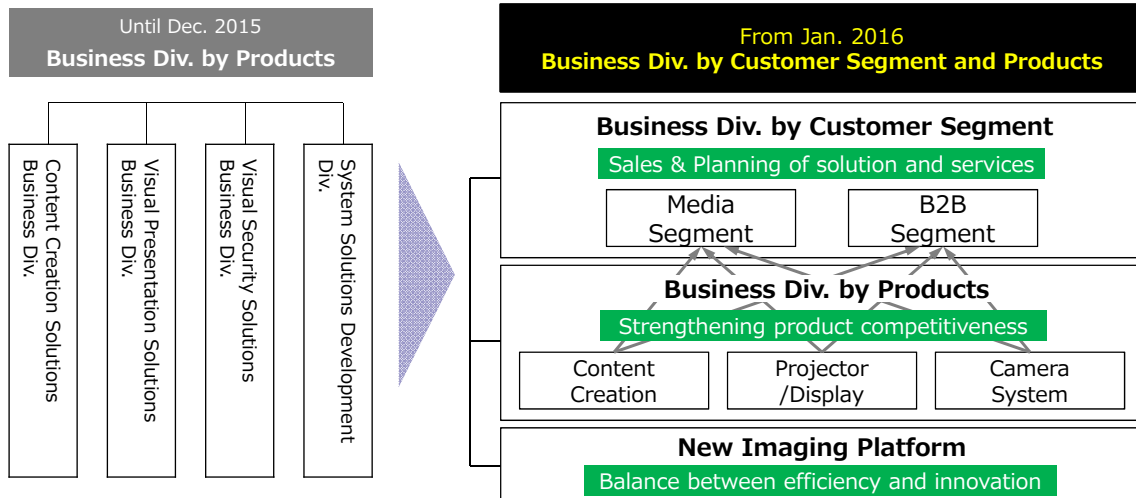 Until Dec. 2015
Business Div. by Products
Content Creation Solutions
Business Div.
Visual Presentation Solutions
Business Div.
Visual Security Solutions
Business Div.
System Solutions Development
Div.
From Jan. 2016
Business Div. by Customer Segment and Products
Business Div. by Customer Segment
Sales & Planning of solution and services
Media
Segment
B2B
Segment
Business Div. by Products
Strengthening product competitiveness
Content
Creation
Projector
/Display
Camera
System
New Imaging Platform
Balance between efficiency and innovation